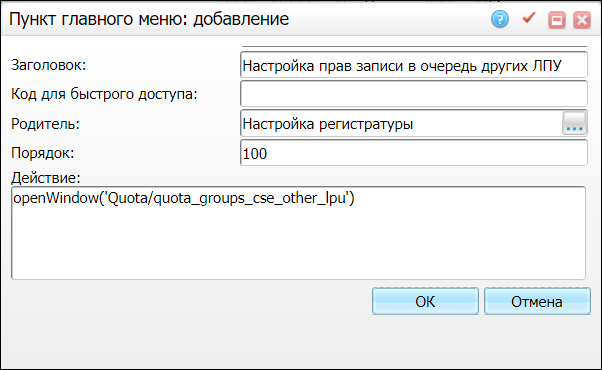 Пункт главного меню: добавление
?
Заголовок: Настройка прав записи в очередь других ЛПУ
Код для быстрого доступа:
Родитель: Настройка регистратуры ...
Порядок: 100
Действие:
openWindow('Quota/quota_groups_cse_other_lpu')
ОК Отмена